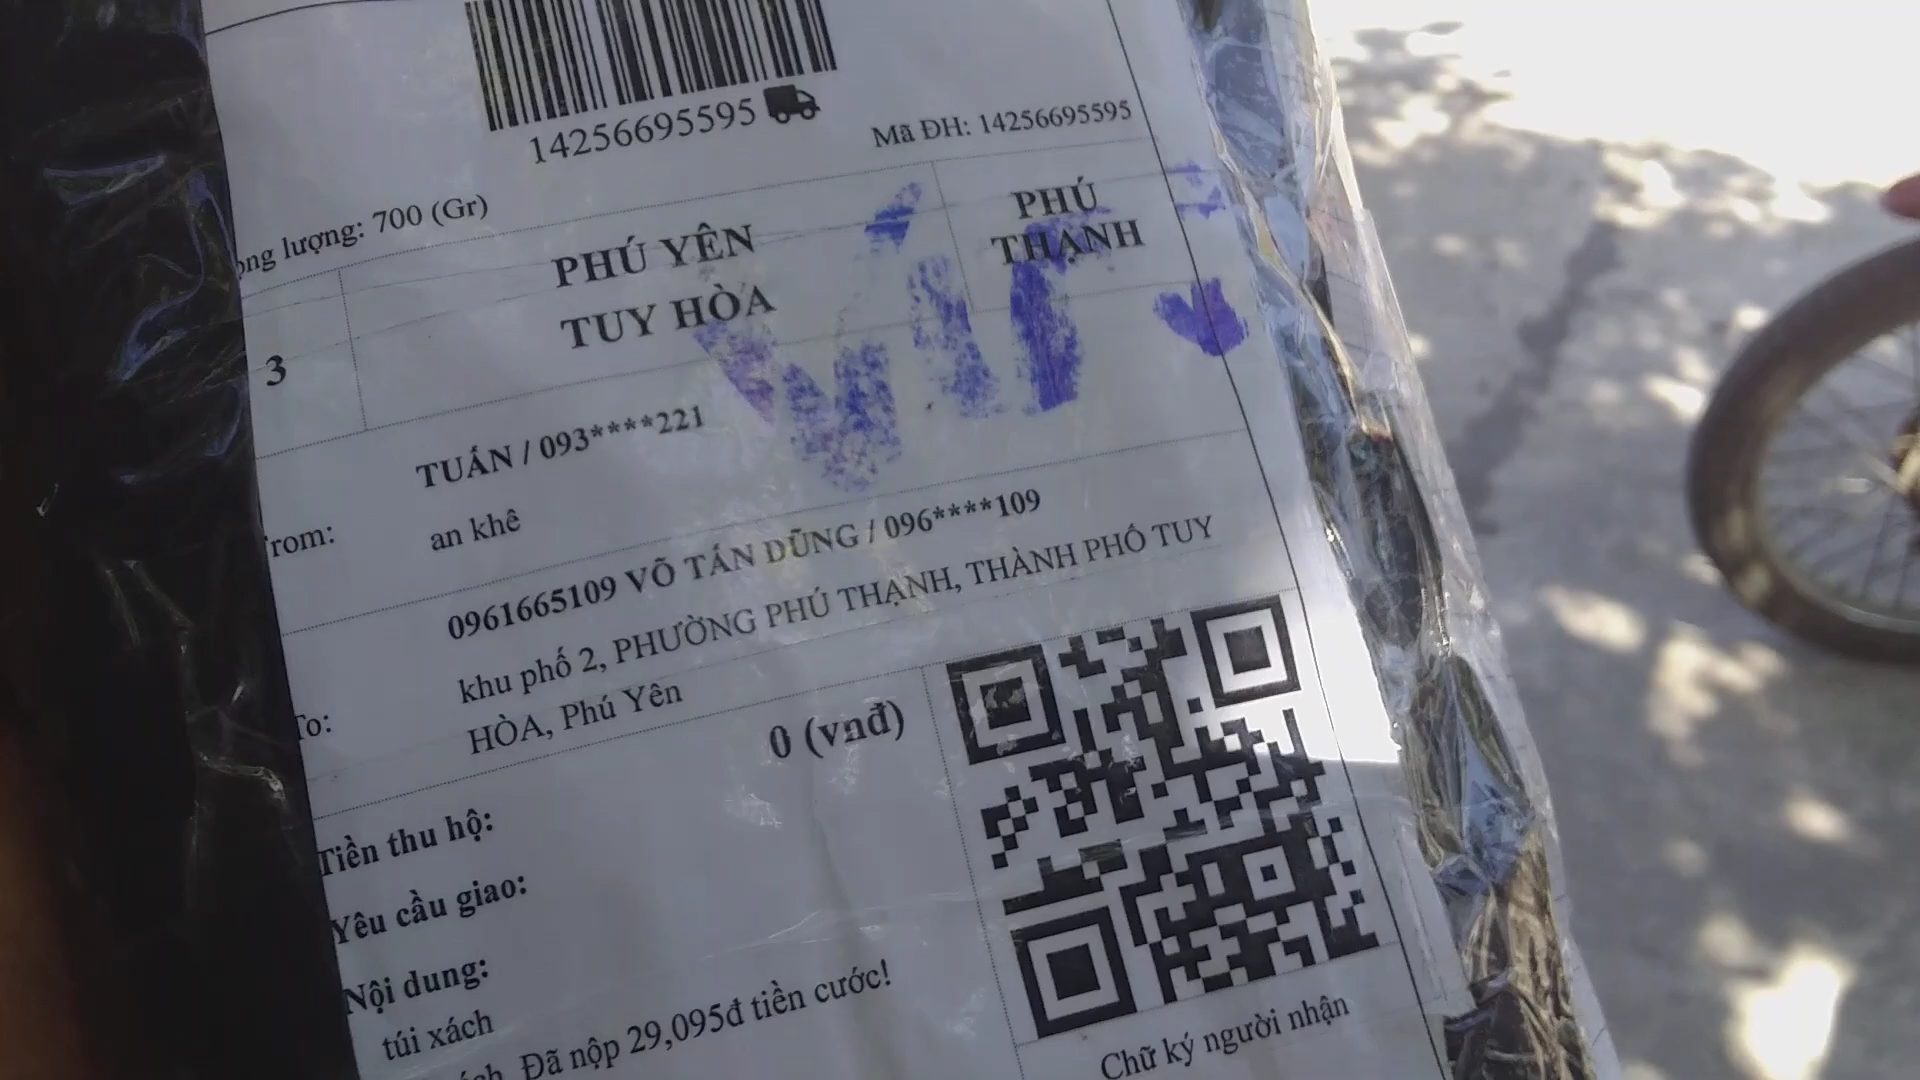 14256695595
Mã ĐH: 14256695595
ọng lượng: 700 (Gr)
3
PHÚ YÊN
TUY HÒA
PHÚ
THẠNH
TUẤN / 093****221
rom:
an khê
0961665109 VÕ TẤN DŨNG / 096****109
To:
khu phố 2, PHƯỜNG PHÚ THẠNH, THÀNH PHỐ TUY
HÒA, Phú Yên
Tiền thu hộ:
0 (vnđ)
Yêu cầu giao:
Nội dung:
túi xách
Đã nộp 29,095đ tiền cước!
Chữ ký người nhận